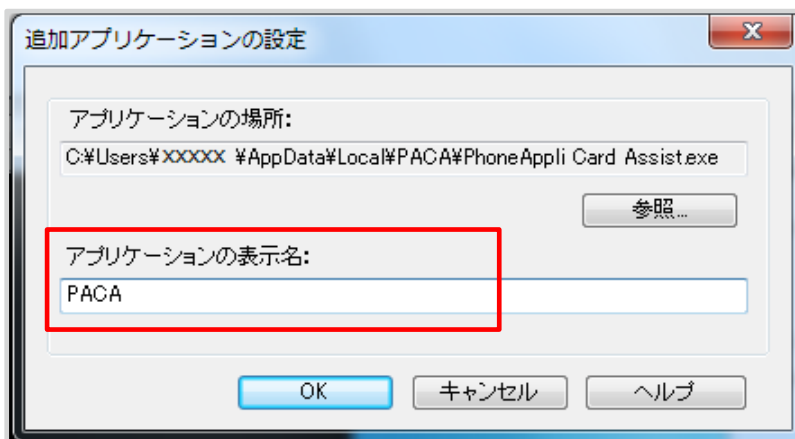 追加アプリケーションの設定
アプリケーションの場所:
C:¥Users¥XXXXX ¥AppData¥Local¥PACA¥PhoneAppli Card Assist.exe
参照...
アプリケーションの表示名:
PACA
OK
キャンセル
ヘルプ